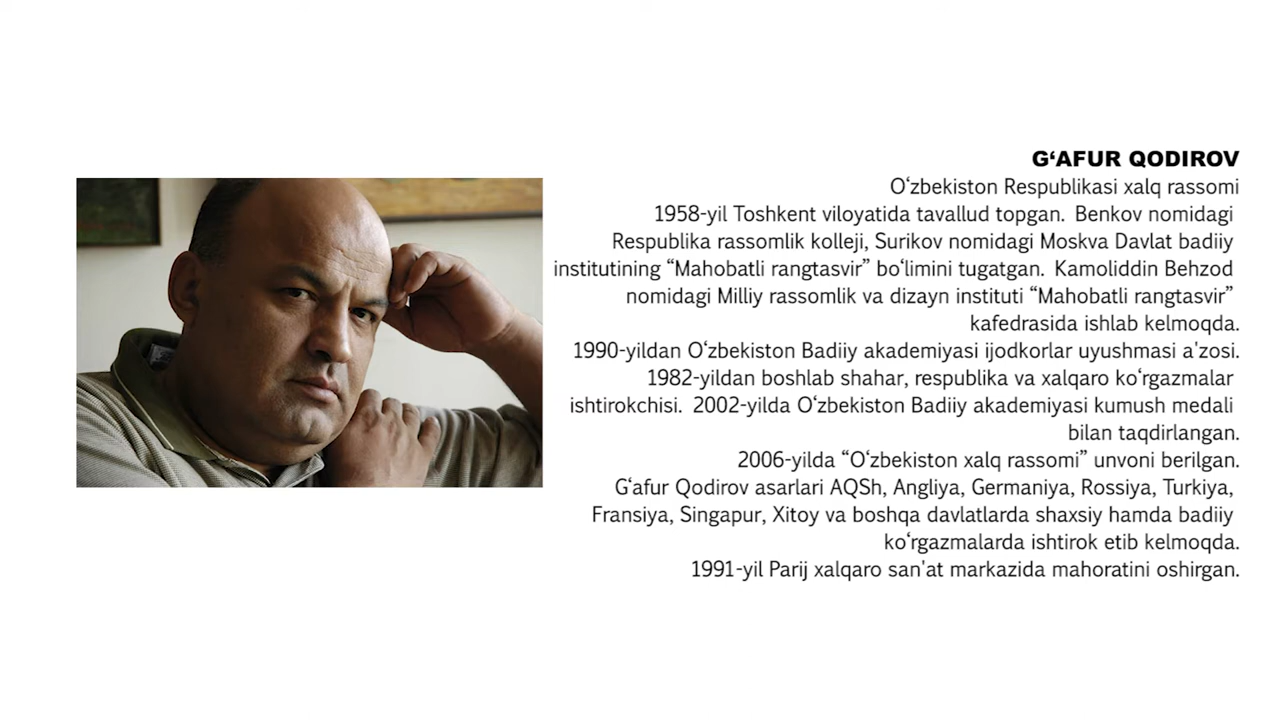 G‘AFUR QODIROV
O‘zbekiston Respublikasi xalq rassomi
1958-yil Toshkent viloyatida tavallud topgan. Benkov nomidagi
Respublika rassomlik kolleji, Surikov nomidagi Moskva Davlat badiiy
institutining “Mahobatli rangtasvir” bo‘limini tugatgan. Kamoliddin Behzod
nomidagi Milliy rassomlik va dizayn instituti “Mahobatli rangtasvir”
kafedrasida ishlab kelmoqda.
1990-yildan O‘zbekiston Badiiy akademiyasi ijodkorlar uyushmasi a'zosi.
1982-yildan boshlab shahar, respublika va xalqaro ko‘rgazmalar
ishtirokchisi. 2002-yilda O‘zbekiston Badiiy akademiyasi kumush medali
bilan taqdirlangan.
2006-yilda “O‘zbekiston xalq rassomi” unvoni berilgan.
G‘afur Qodirov asarlari AQSh, Angliya, Germaniya, Rossiya, Turkiya,
Fransiya, Singapur, Xitoy va boshqa davlatlarda shaxsiy hamda badiiy
ko‘rgazmalarda ishtirok etib kelmoqda.
1991-yil Parij xalqaro san'at markazida mahoratini oshirgan.